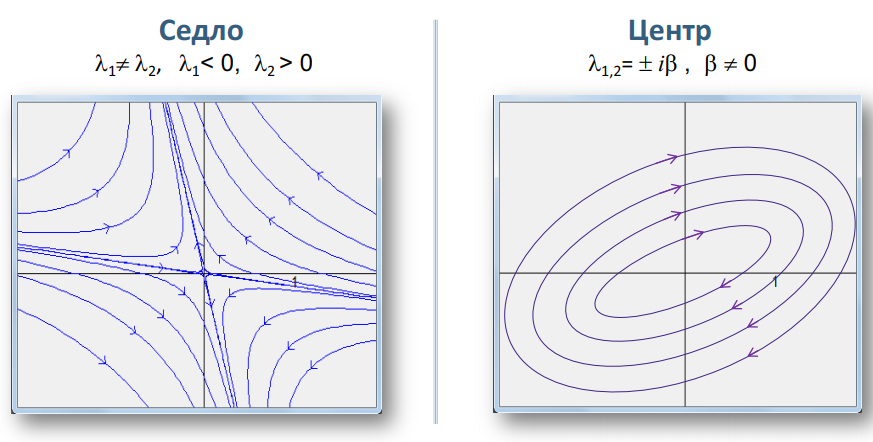 Седло
λ₁≠ λ₂, λ₁< 0, λ₂ > 0
1
Центр
λ₁,₂= ± iβ , β ≠ 0
1